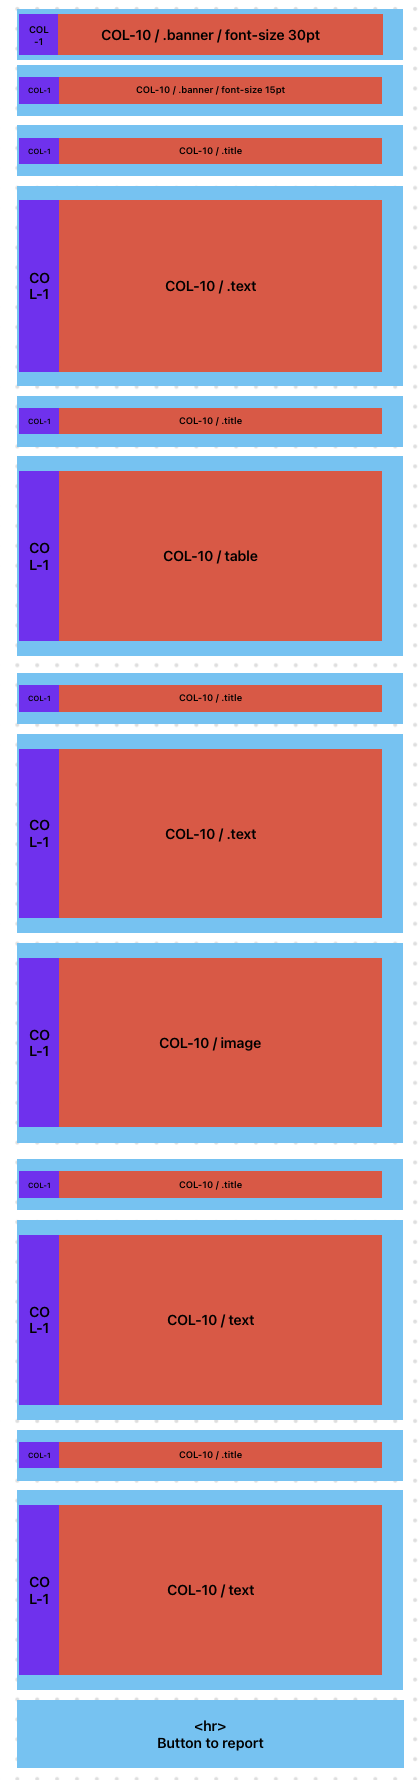 COL
-1
COL-10 / .banner / font-size 30pt
COL-1
COL-10 / .banner / font-size 15pt
COL-1
COL-10 / .title
CO
L-1
COL-10 / .text
COL-1
COL-10 / .title
CO
L-1
COL-10 / table
COL-1
COL-10 / .title
CO
L-1
COL-10 / .text
CO
L-1
COL-10 / image
COL-1
COL-10 / .title
CO
L-1
COL-10 / text
COL-1
COL-10 / .title
CO
L-1
COL-10 / text
<hr>
Button to report